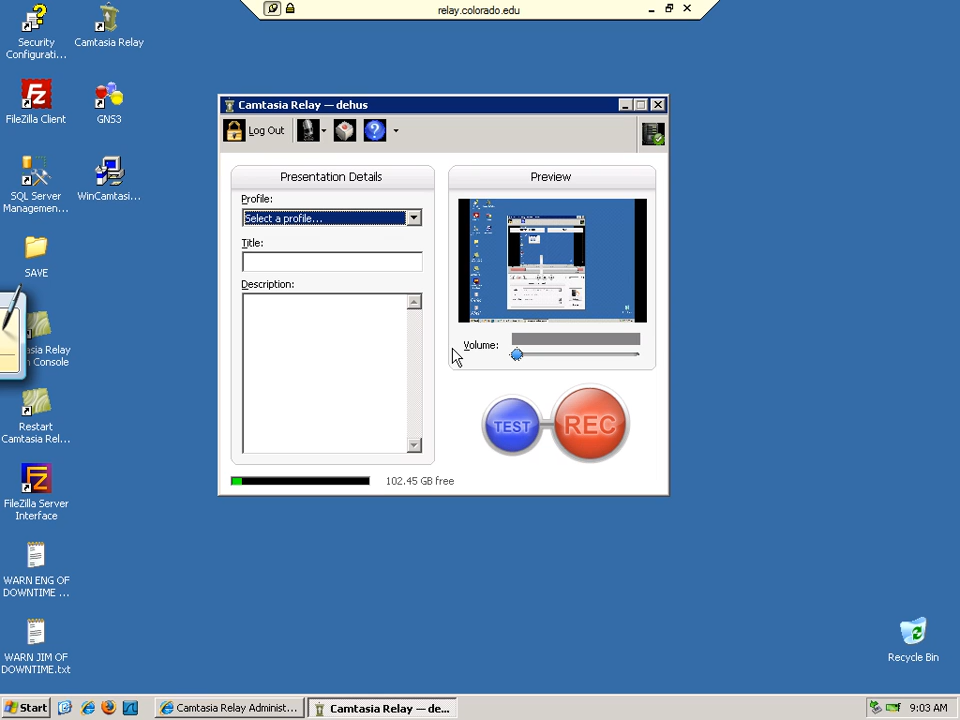 relay.colorado.edu
Security
Configurati...
Camtasia Relay
FileZilla Client
GNS3
SQL Server
Managemen...
WinCamtasi...
SAVE
tasia Relay
n Console
Restart
Camtasia Rel...
FileZilla Server
Interface
WARN ENG OF
DOWNTIME ...
WARN JIM OF
DOWNTIME.txt
Camtasia Relay — dehus
Log Out
Presentation Details
Profile:
Select a profile...
Title:
Description:
102.45 GB free
Preview
Volume:
TEST
REC
Recycle Bin
Start
Camtasia Relay Administ...
Camtasia Relay — de...
9:03 AM